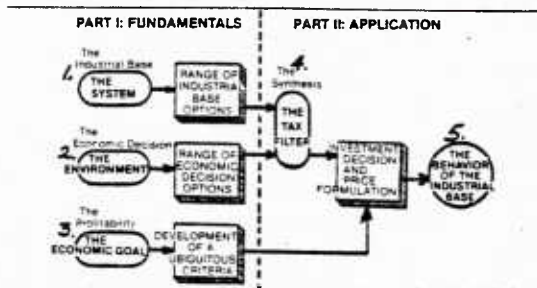 PART I: FUNDAMENTALS
PART II: APPLICATION
The
Industrial Base
1.
THE
SYSTEM
RANGE OF
INDUSTRIAL
BASE
OPTIONS
4.
The
Synthesis
THE
TAX
FILTER
The
Economic Decision
2.
THE
ENVIRONMENT
RANGE OF
ECONOMIC
DECISION
OPTIONS
INVESTMENT
DECISION
AND
PRICE
FORMULATION
5.
THE
BEHAVIOR
OF THE
INDUSTRIAL
BASE
The
Profitability
3.
THE
ECONOMIC GOAL
DEVELOPMENT
OF A
UBIQUITOUS
CRITERIA